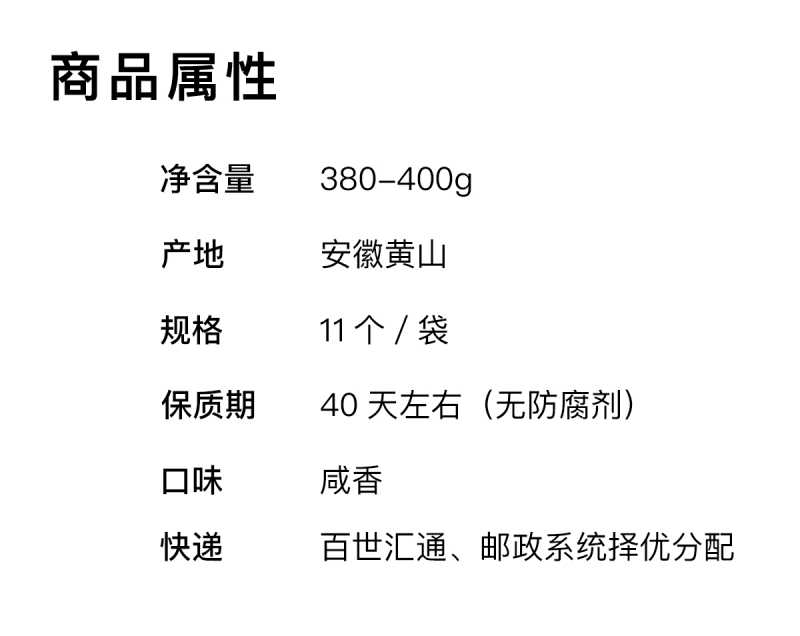 商品属性
净含量 380-400g
产地 安徽黄山
规格 11 个 / 袋
保质期 40 天左右（无防腐剂）
口味 咸香
快递 百世汇通、邮政系统择优分配